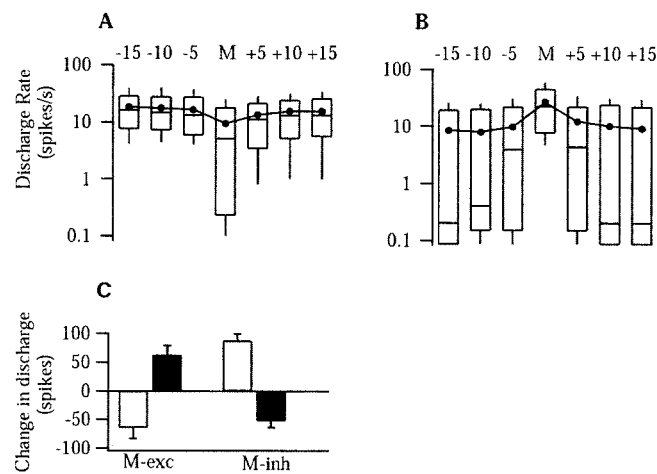 A
-15 -10 -5 M +5 +10 +15
Discharge Rate
(spikes/s)
100
10
1
0.1
B
-15 -10 -5 M +5 +10 +15
100
10
1
0.1
C
Change in discharge
(spikes)
100
50
0
-50
-100
M-exc M-inh